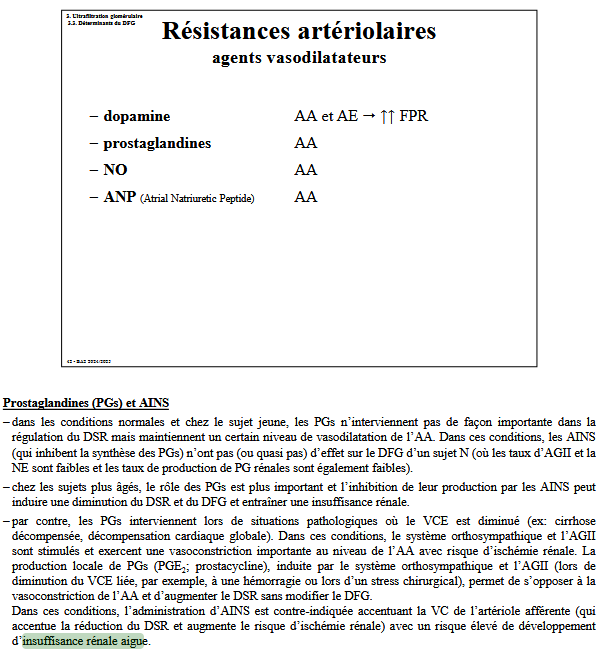 3. Ultrafiltration glomérulaire
3.3. Déterminants du DFG
Résistances artériolaires
agents vasodilatateurs
– dopamine AA et AE → ↑↑ FPR
– prostaglandines AA
– NO AA
– ANP (Atrial Natriuretic Peptide) AA
42 - BA2 2024/2025
Prostaglandines (PGs) et AINS
– dans les conditions normales et chez le sujet jeune, les PGs n’interviennent pas de façon importante dans la
régulation du DSR mais maintiennent un certain niveau de vasodilatation de l’AA. Dans ces conditions, les AINS
(qui inhibent la synthèse des PGs) n’ont pas (ou quasi pas) d’effet sur le DFG d’un sujet N (où les taux d’AGII et la
NE sont faibles et les taux de production de PG rénales sont également faibles).
– chez les sujets plus âgés, le rôle des PGs est plus important et l’inhibition de leur production par les AINS peut
induire une diminution du DSR et du DFG et entraîner une insuffisance rénale.
– par contre, les PGs interviennent lors de situations pathologiques où le VCE est diminué (ex: cirrhose
décompensée, décompensation cardiaque globale). Dans ces conditions, le système orthosympathique et l’AGII
sont stimulés et exercent une vasoconstriction importante au niveau de l’AA avec risque d’ischémie rénale. La
production locale de PGs (PGE₂; prostacycline), induite par le système orthosympathique et l’AGII (lors de
diminution du VCE liée, par exemple, à une hémorragie ou lors d’un stress chirurgical), permet de s’opposer à la
vasoconstriction de l’AA et d’augmenter le DSR sans modifier le DFG.
Dans ces conditions, l’administration d’AINS est contre-indiquée accentuant la VC de l’artériole afférente (qui
accentue la réduction du DSR et augmente le risque d’ischémie rénale) avec un risque élevé de développement
d’insuffisance rénale aigue.